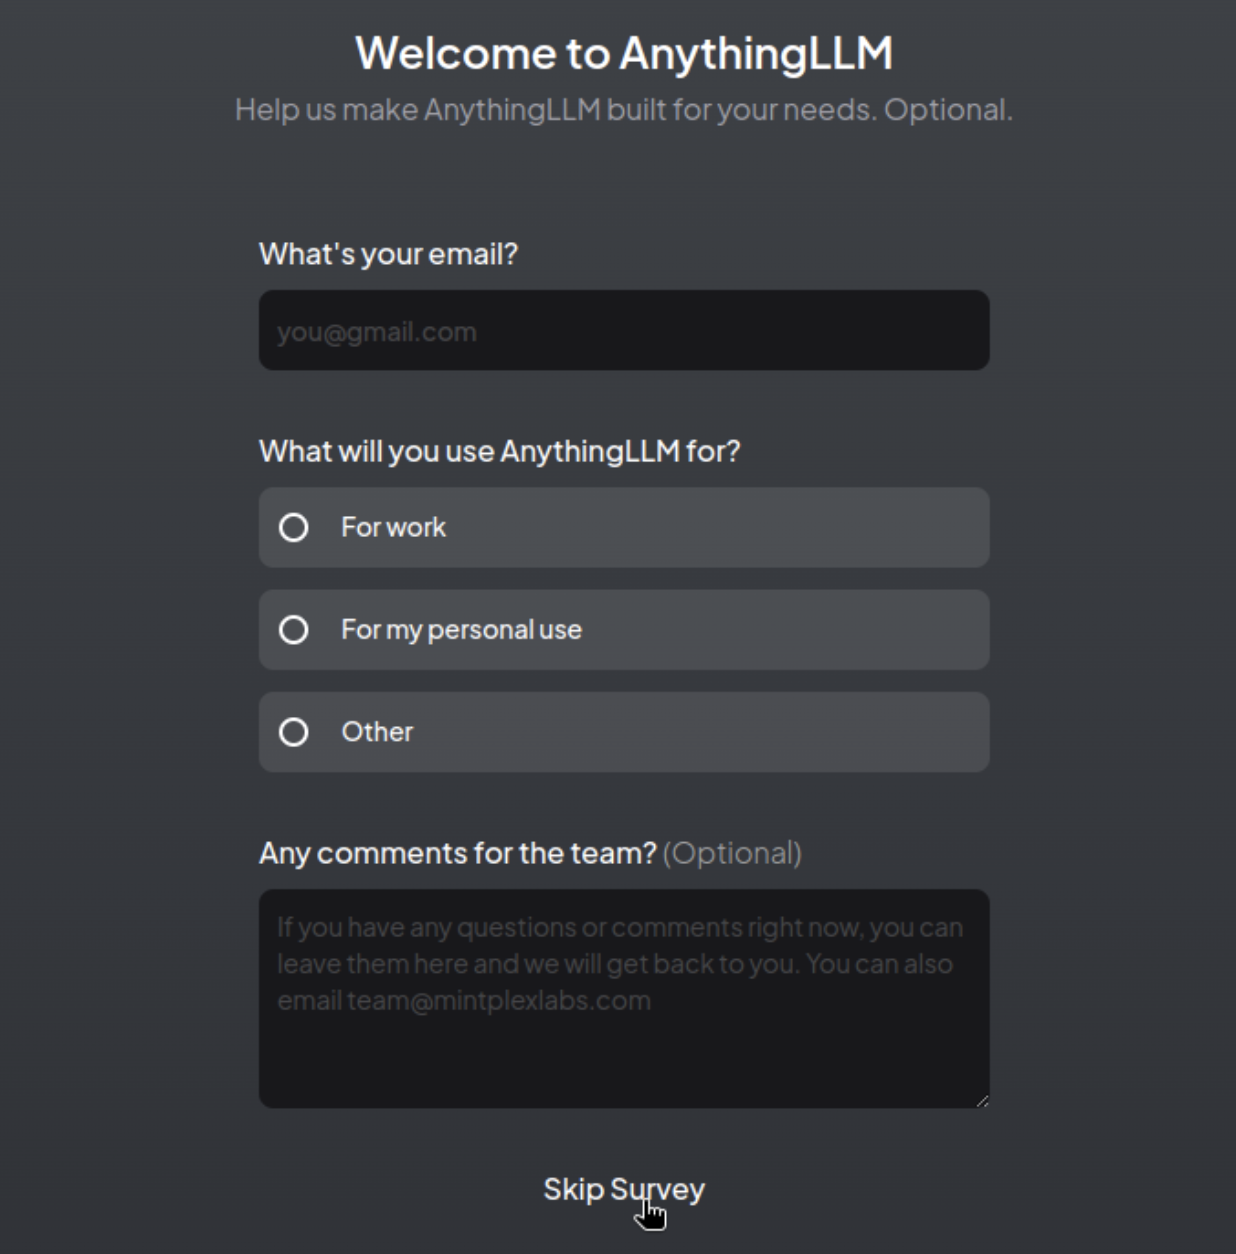 Welcome to AnythingLLM
Help us make AnythingLLM built for your needs. Optional.
What's your email?
you@gmail.com
What will you use AnythingLLM for?
For work
For my personal use
Other
Any comments for the team? (Optional)
If you have any questions or comments right now, you can
leave them here and we will get back to you. You can also
email team@mintplexlabs.com
Skip Survey